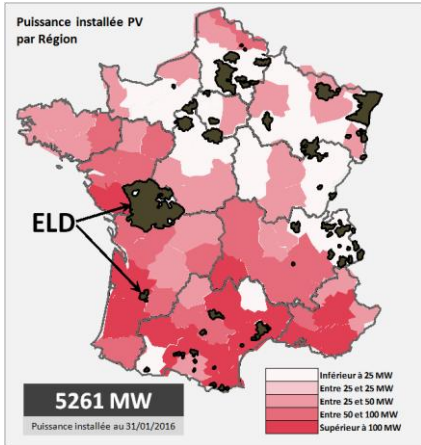 Puissance installée PV
par Région
ELD
5261 MW
Puissance installée au 31/01/2016
Inférieur à 25 MW
Entre 25 et 25 MW
Entre 25 et 50 MW
Entre 50 et 100 MW
Supérieur à 100 MW